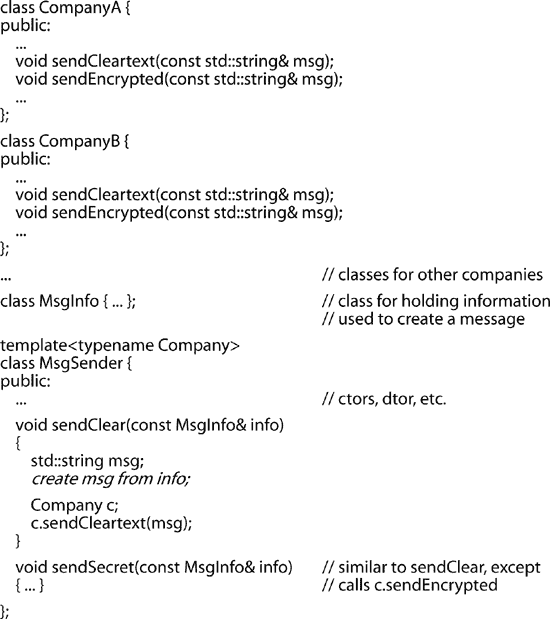 class CompanyA {
public:
...
void sendCleartext(const std::string& msg);
void sendEncrypted(const std::string& msg);
...
};
class CompanyB {
public:
...
void sendCleartext(const std::string& msg);
void sendEncrypted(const std::string& msg);
...
};
... // classes for other companies
class MsgInfo { ... }; // class for holding information
// used to create a message
template<typename Company>
class MsgSender {
public:
... // ctors, dtor, etc.
void sendClear(const MsgInfo& info)
{
std::string msg;
create msg from info;
Company c;
c.sendCleartext(msg);
}
void sendSecret(const MsgInfo& info) // similar to sendClear, except
{ ... } // calls c.sendEncrypted
};